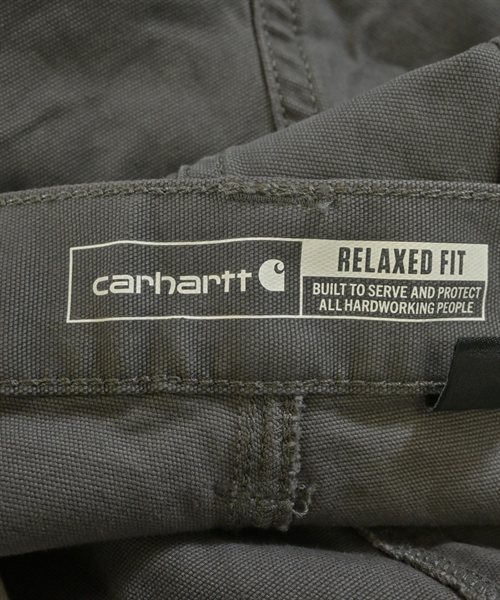 carhartt
RELAXED FIT
BUILT TO SERVE AND PROTECT
ALL HARDWORKING PEOPLE